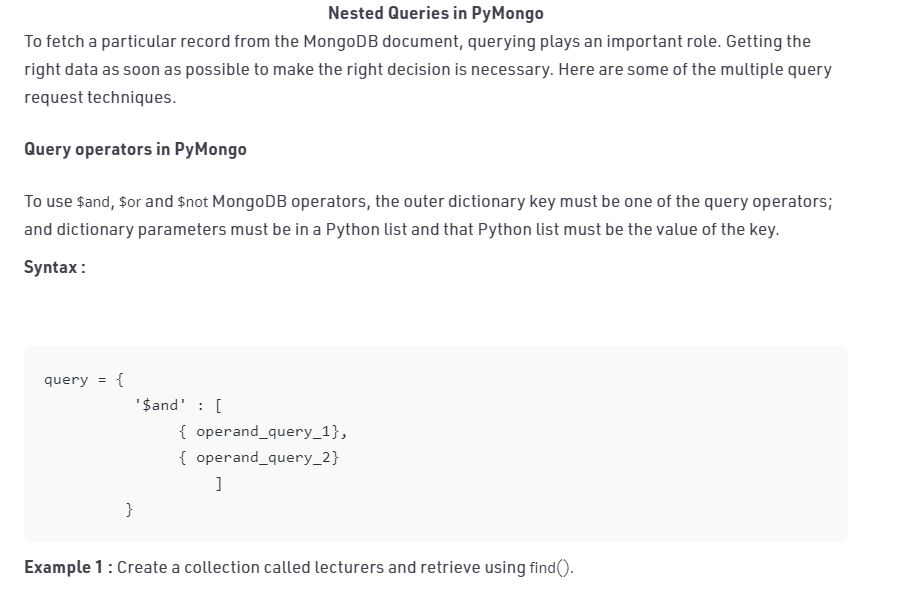 Nested Queries in PyMongo
To fetch a particular record from the MongoDB document, querying plays an important role. Getting the
right data as soon as possible to make the right decision is necessary. Here are some of the multiple query
request techniques.
Query operators in PyMongo
To use $and, $or and $not MongoDB operators, the outer dictionary key must be one of the query operators;
and dictionary parameters must be in a Python list and that Python list must be the value of the key.
Syntax :
query = {
'$and' : [
{ operand_query_1},
{ operand_query_2}
]
}
Example 1 : Create a collection called lecturers and retrieve using find().